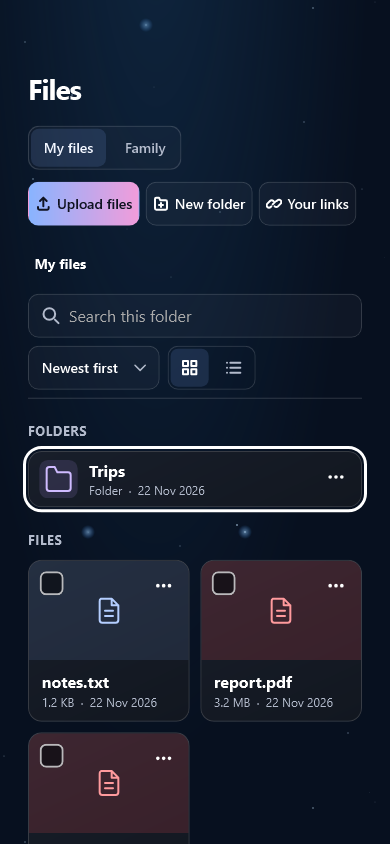 Files
My files
Family
Upload files
New folder
Your links
My files
Search this folder
Newest first
FOLDERS
Trips
Folder · 22 Nov 2026
FILES
notes.txt
1.2 KB · 22 Nov 2026
report.pdf
3.2 MB · 22 Nov 2026